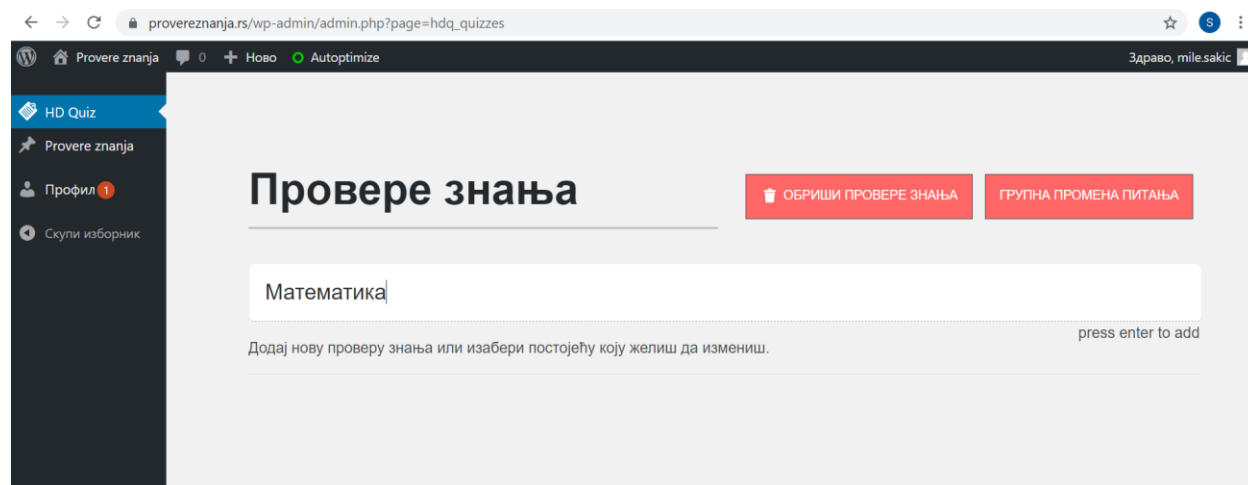 provereznanja.rs/wp-admin/admin.php?page=hdq_quizzes
S
Provere znanja 0 Ново Autoptimize Здраво, mile.sakic
HD Quiz
Provere znanja
Профил 1
Скупи изборник
Провере знања
ОБРИШИ ПРОВЕРЕ ЗНАЊА ГРУПНА ПРОМЕНА ПИТАЊА
Математика
press enter to add
Додај нову проверу знања или изабери постојећу коју желиш да измениш.